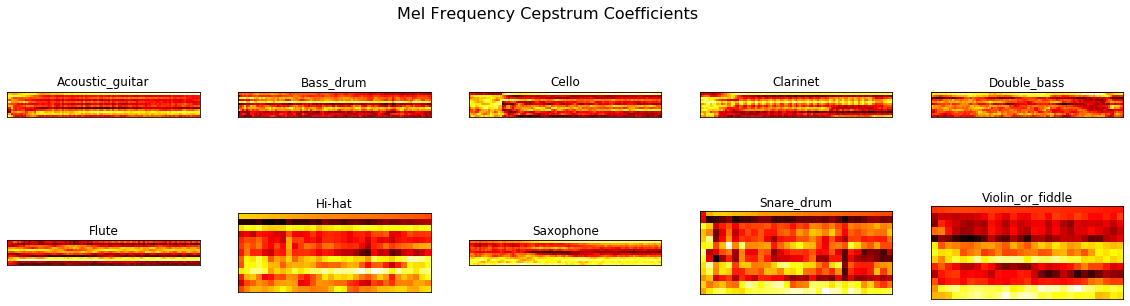 Mel Frequency Cepstrum Coefficients
Acoustic_guitar
Bass_drum
Cello
Clarinet
Double_bass
Flute
Hi-hat
Saxophone
Snare_drum
Violin_or_fiddle